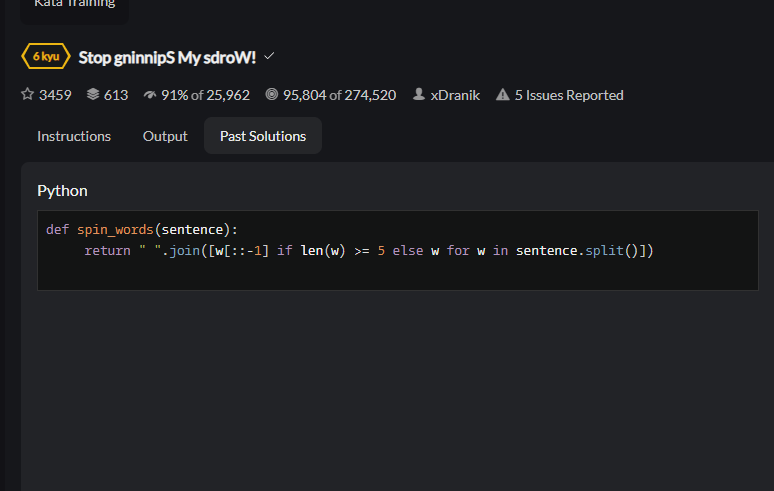 Kata Training
6 kyu Stop gninnipS My sdroW!
3459 613 91% of 25,962 95,804 of 274,520 xDranik 5 Issues Reported
Instructions Output Past Solutions
Python
def spin_words(sentence):
     return " ".join([w[::-1] if len(w) >= 5 else w for w in sentence.split()])